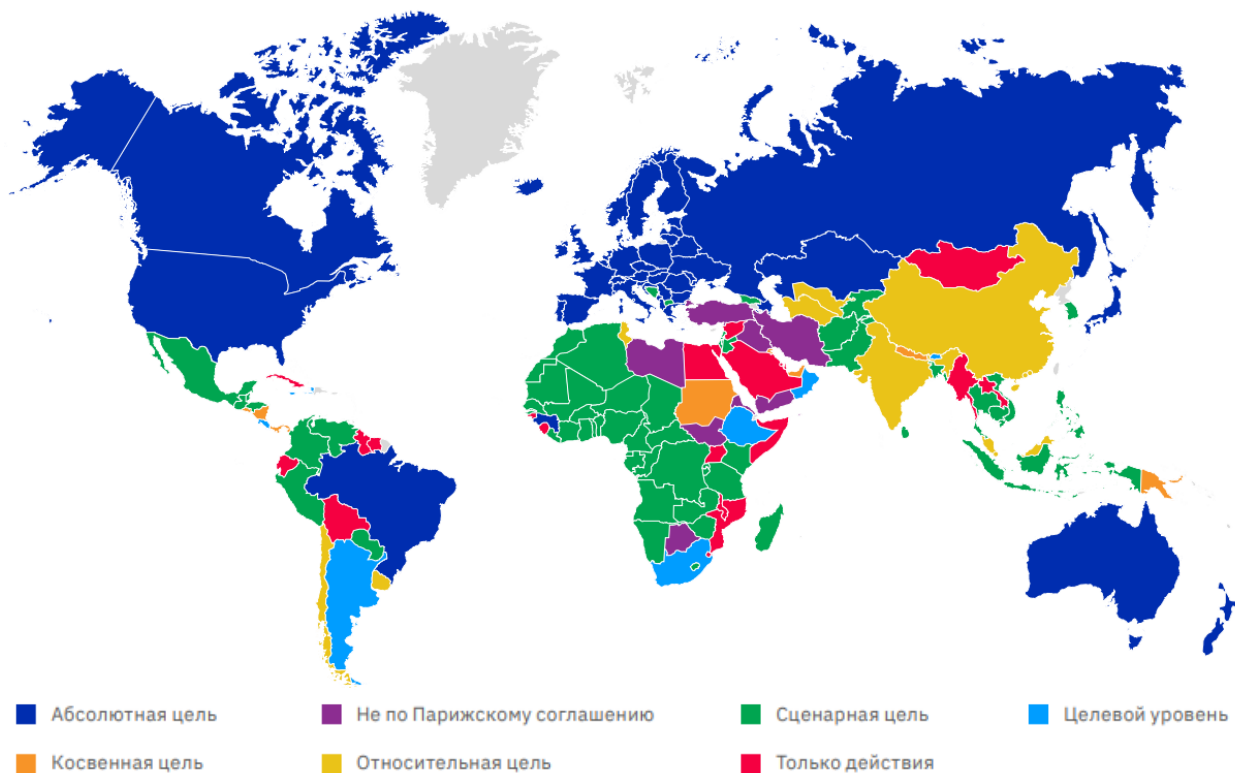 Абсолютная цель
Не по Парижскому соглашению
Сценарная цель
Целевой уровень
Косвенная цель
Относительная цель
Только действия